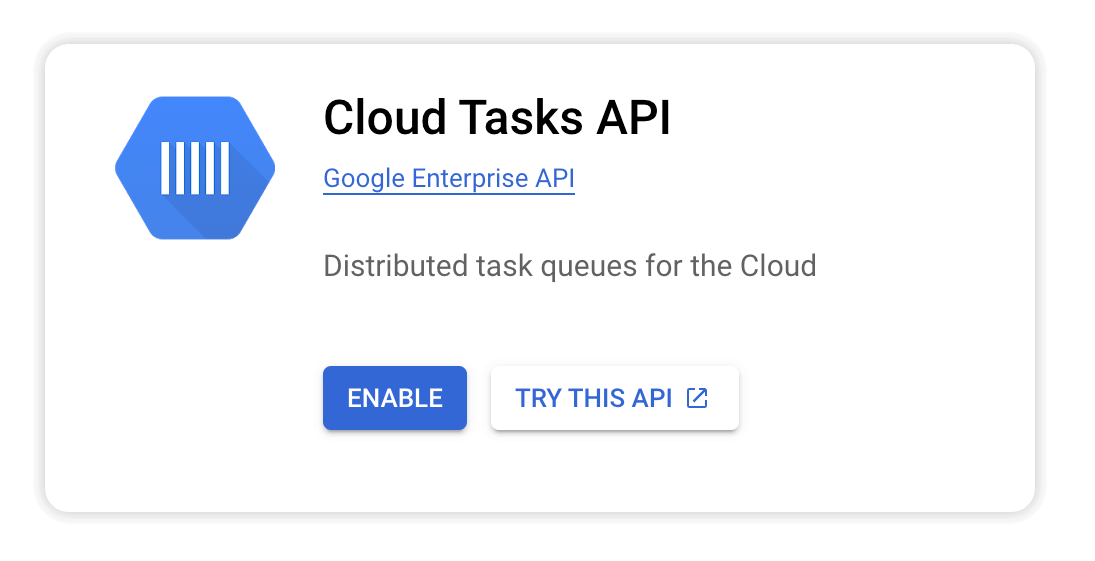 Cloud Tasks API
Google Enterprise API
Distributed task queues for the Cloud
ENABLE
TRY THIS API